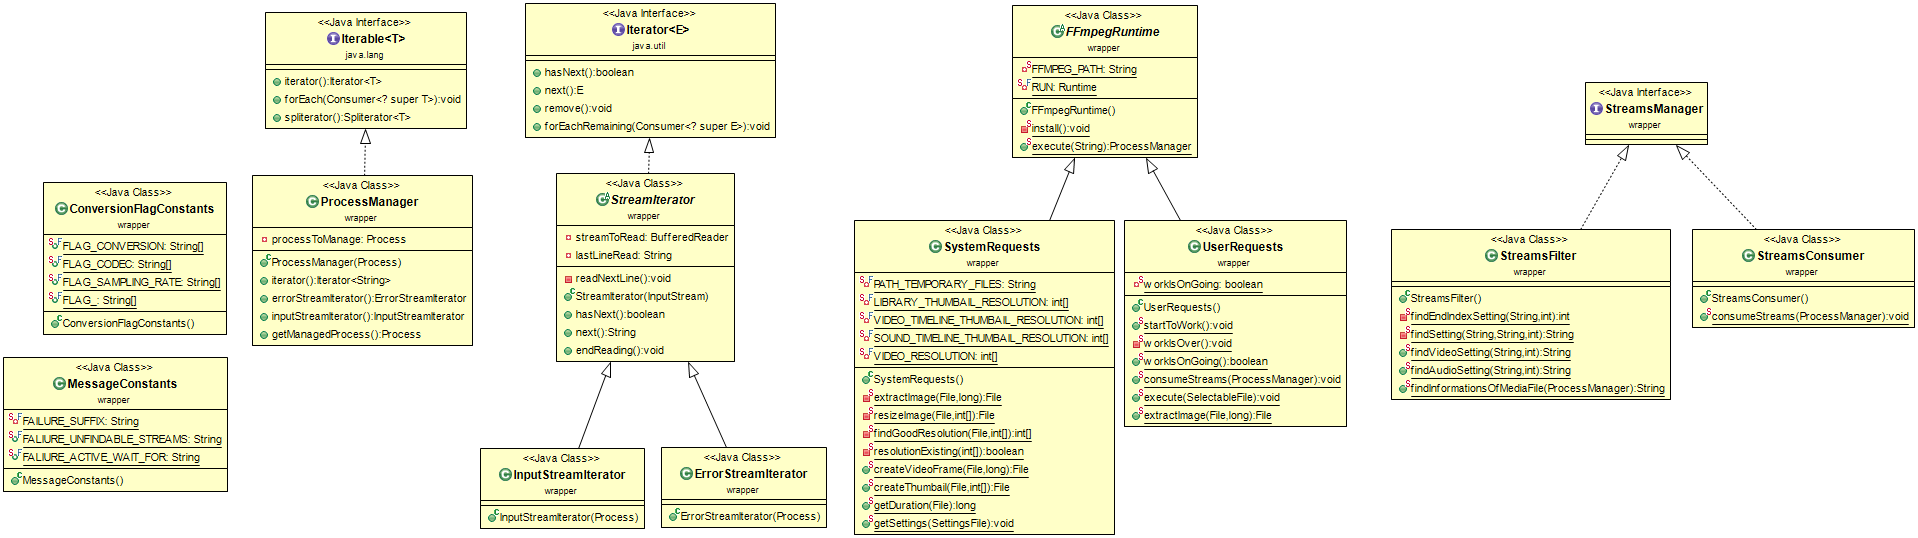 <<Java Interface>>
Iterable<T>
java.lang
iterator():Iterator<T>
forEach(Consumer<? super T>):void
spliterator():Spliterator<T>
<<Java Interface>>
Iterator<E>
java.util
hasNext():boolean
next():E
remove():void
forEachRemaining(Consumer<? super E>):void
<<Java Class>>
FFmpegRuntime
wrapper
FFMPEG_PATH: String
RUN: Runtime
FFmpegRuntime()
install():void
execute(String):ProcessManager
<<Java Interface>>
StreamsManager
wrapper
<<Java Class>>
ConversionFlagConstants
wrapper
FLAG_CONVERSION: String[]
FLAG_CODEC: String[]
FLAG_SAMPLING_RATE: String[]
FLAG_: String[]
ConversionFlagConstants()
<<Java Class>>
ProcessManager
wrapper
processToManage: Process
ProcessManager(Process)
iterator():Iterator<String>
errorStreamIterator():ErrorStreamIterator
inputStreamIterator():InputStreamIterator
getManagedProcess():Process
<<Java Class>>
StreamIterator
wrapper
streamToRead: BufferedReader
lastLineRead: String
readNextLine():void
StreamIterator(InputStream)
hasNext():boolean
next():String
endReading():void
<<Java Class>>
SystemRequests
wrapper
PATH_TEMPORARY_FILES: String
LIBRARY_THUMBAIL_RESOLUTION: int[]
VIDEO_TIMELINE_THUMBAIL_RESOLUTION: int[]
SOUND_TIMELINE_THUMBAIL_RESOLUTION: int[]
VIDEO_RESOLUTION: int[]
SystemRequests()
extractImage(File,long):File
resizeImage(File,int[]):File
findGoodResolution(File,int[]):int[]
resolutionExisting(int[]):boolean
createVideoFrame(File,long):File
createThumbail(File,int[]):File
getDuration(File):long
getSettings(SettingsFile):void
<<Java Class>>
UserRequests
wrapper
workIsOnGoing: boolean
UserRequests()
startToWork():void
workIsOver():void
workIsOnGoing():boolean
consumeStreams(ProcessManager):void
execute(SelectableFile):void
extractImage(File,long):File
<<Java Class>>
StreamsFilter
wrapper
StreamsFilter()
findEndIndexSetting(String,int):int
findSetting(String,String,int):String
findVideoSetting(String,int):String
findAudioSetting(String,int):String
findInformationsOfMediaFile(ProcessManager):String
<<Java Class>>
StreamsConsumer
wrapper
StreamsConsumer()
consumeStreams(ProcessManager):void
<<Java Class>>
MessageConstants
wrapper
FAILURE_SUFFIX: String
FALIURE_UNFINDABLE_STREAMS: String
FALIURE_ACTIVE_WAIT_FOR: String
MessageConstants()
<<Java Class>>
InputStreamIterator
wrapper
InputStreamIterator(Process)
<<Java Class>>
ErrorStreamIterator
wrapper
ErrorStreamIterator(Process)